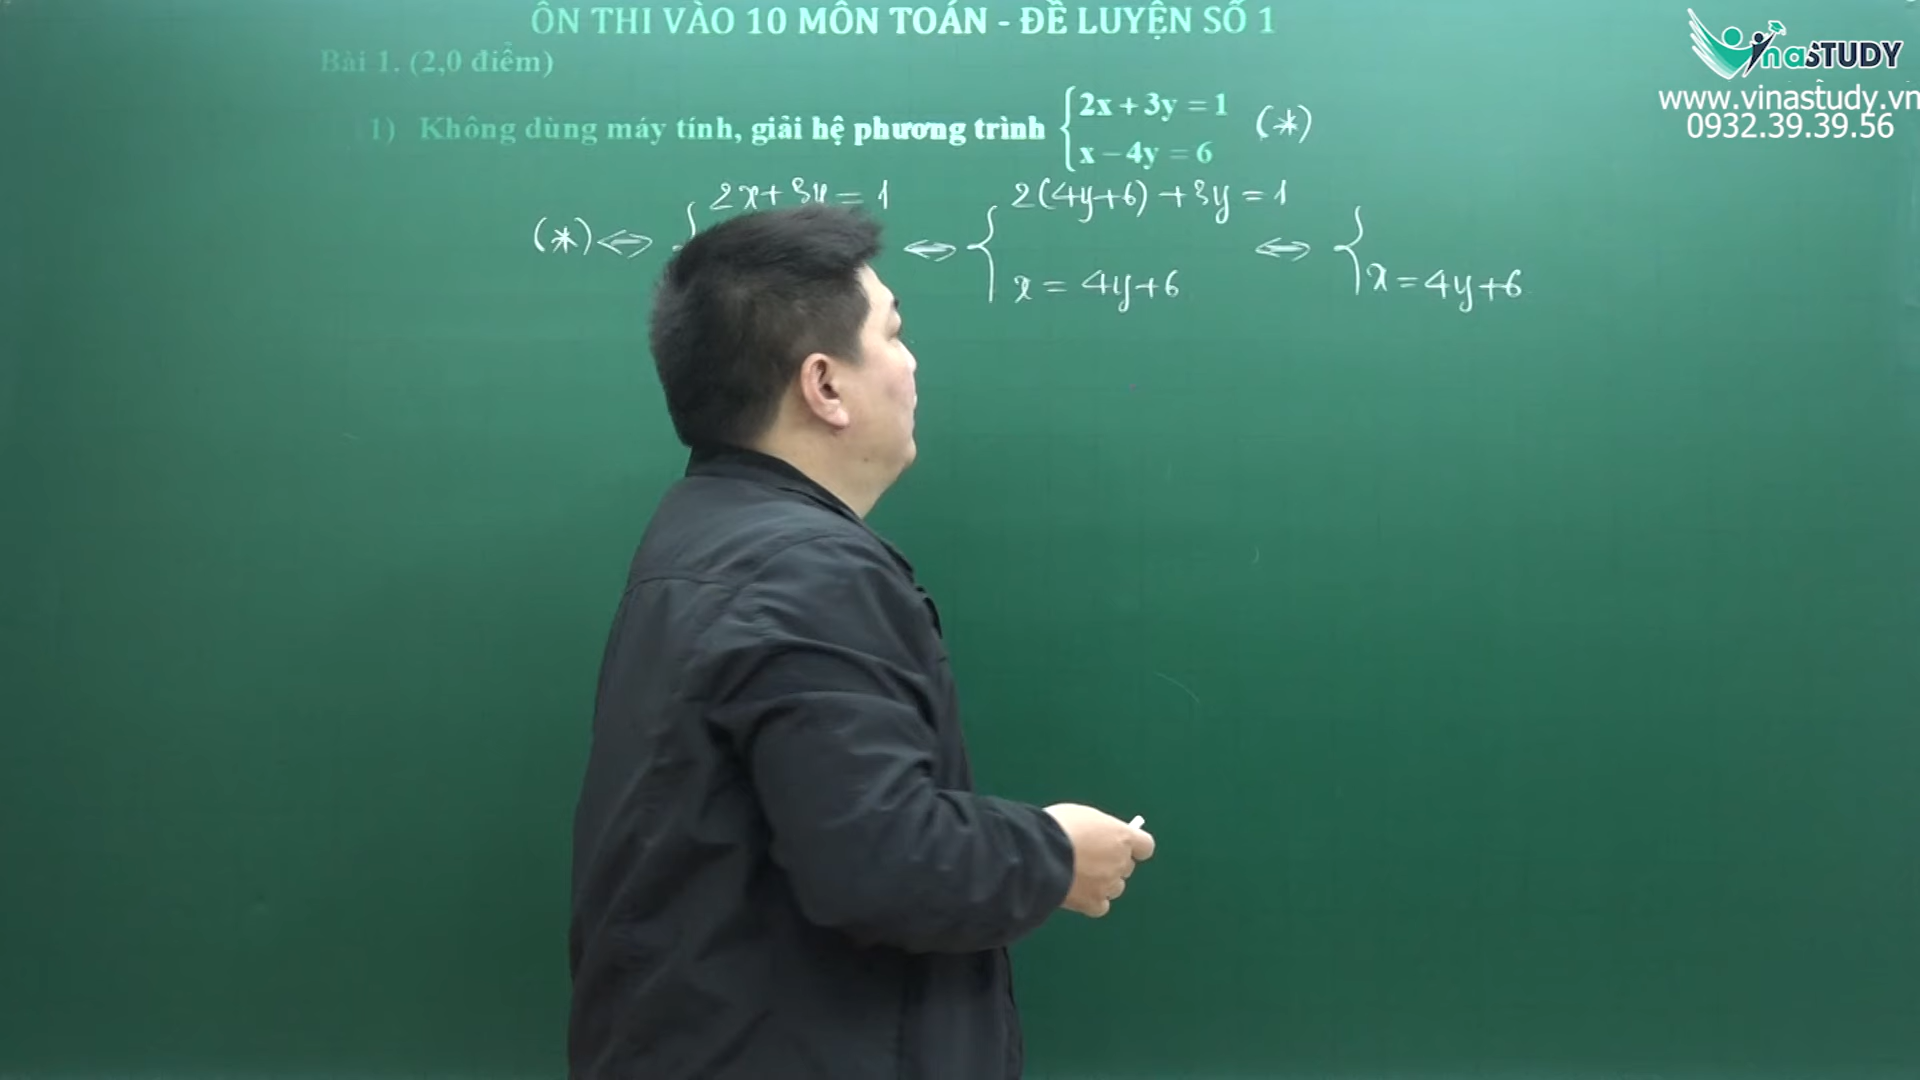 ÔN THI VÀO 10 MÔN TOÁN - ĐỀ LUYỆN SỐ 1
VinaSTUDY
www.vinastudy.vn
0932.39.39.56
Bài 1. (2,0 điểm)
1) Không dùng máy tính, giải hệ phương trình { 2x + 3y = 1 (*)
x – 4y = 6
(*) ⇔ { 2x + 3y = 1 ⇔ { 2(4y+6) + 3y = 1 ⇔ {
x = 4y+6 x = 4y+6